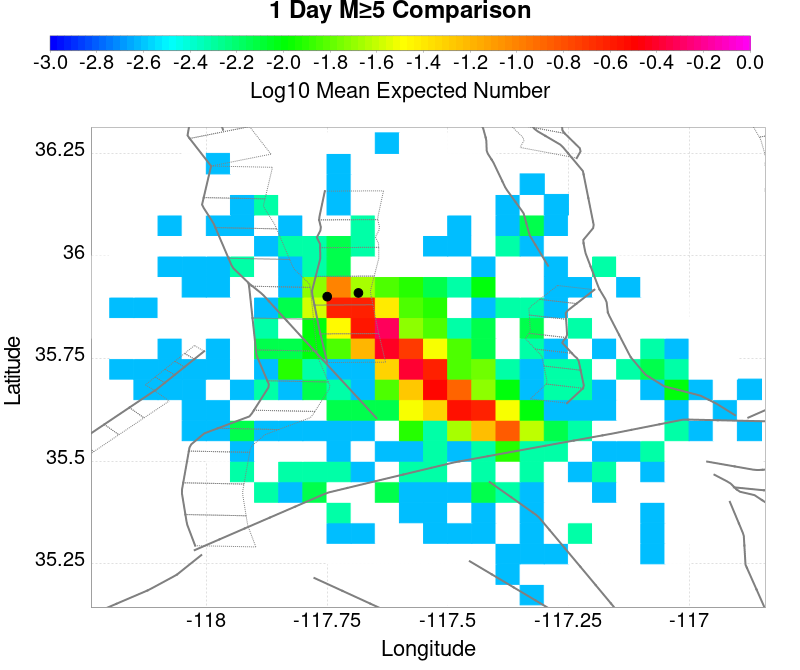 1 Day M≥5 Comparison
-3.0 -2.8 -2.6 -2.4 -2.2 -2.0 -1.8 -1.6 -1.4 -1.2 -1.0 -0.8 -0.6 -0.4 -0.2 0.0
Log10 Mean Expected Number
36.25
36
35.75
35.5
35.25
Latitude
-118 -117.75 -117.5 -117.25 -117
Longitude